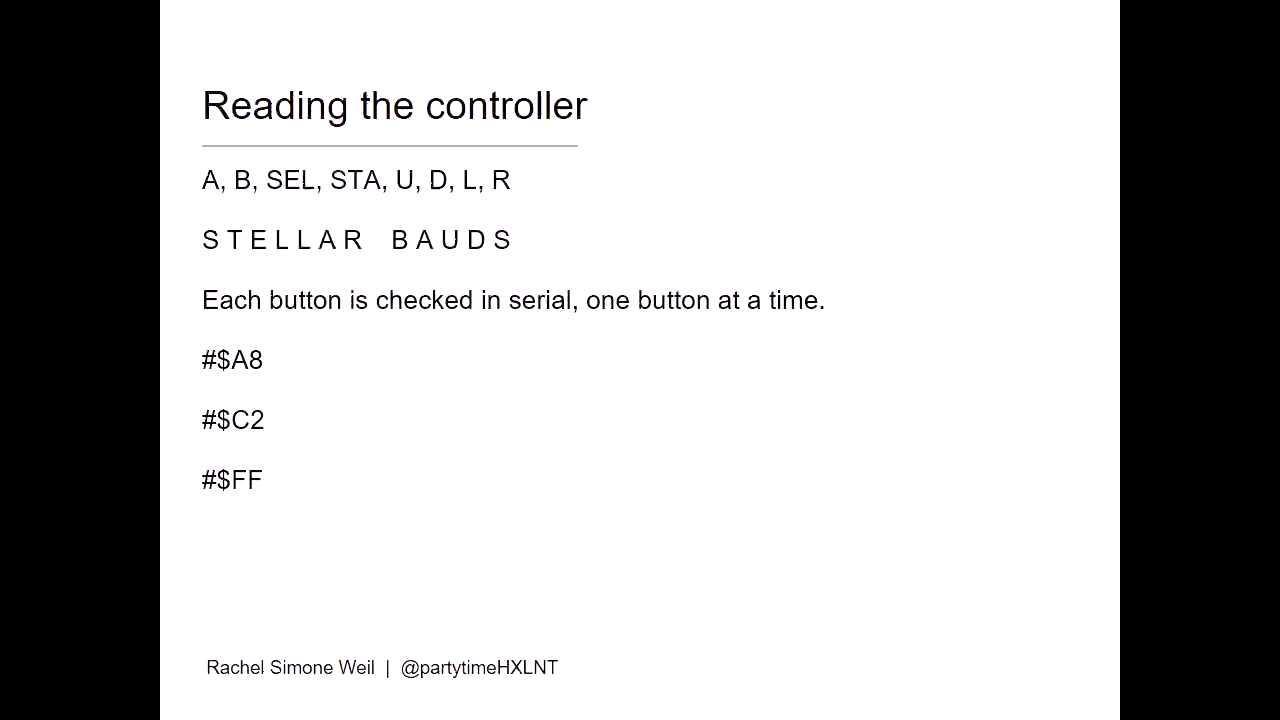 Reading the controller
A, B, SEL, STA, U, D, L, R
S T E L L A R   B A U D S
Each button is checked in serial, one button at a time.
#$A8
#$C2
#$FF
Rachel Simone Weil | @partytimeHXLNT